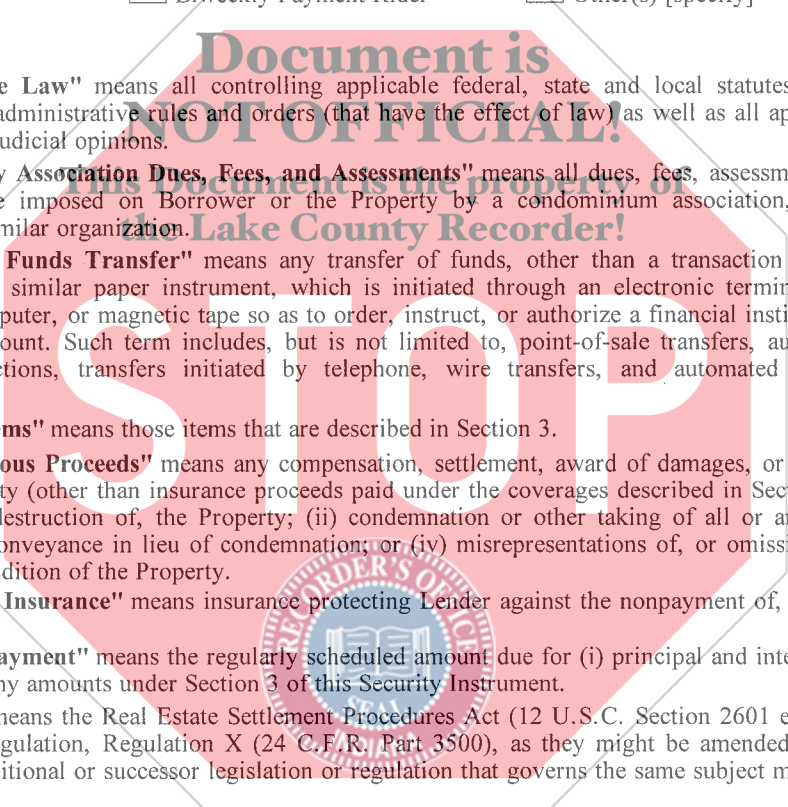 Biweekly Payment Rider Other(s) [specify]
Document is
e Law" means all controlling applicable federal, state and local statutes
administrative rules and orders (that have the effect of law) as well as all ap
NOT OFFICIAL!
udicial opinions.
y Association Dues, Fees, and Assessments" means all dues, fees, assessm
This Document is the property of
e imposed on Borrower or the Property by a condominium association,
milar organization.
the Lake County Recorder!
Funds Transfer" means any transfer of funds, other than a transaction
similar paper instrument, which is initiated through an electronic termin
puter, or magnetic tape so as to order, instruct, or authorize a financial insti
ount. Such term includes, but is not limited to, point-of-sale transfers, au
ctions, transfers initiated by telephone, wire transfers, and automated
STOP
ms" means those items that are described in Section 3.
ous Proceeds" means any compensation, settlement, award of damages, or
ty (other than insurance proceeds paid under the coverages described in Sec
destruction of, the Property; (ii) condemnation or other taking of all or a
onveyance in lieu of condemnation; or (iv) misrepresentations of, or omissi
dition of the Property.
RECORDER'S OFFICE
Insurance" means insurance protecting Lender against the nonpayment of,
ayment" means the regularly scheduled amount due for (i) principal and inte
ny amounts under Section 3 of this Security Instrument.
SEAL
means the Real Estate Settlement Procedures Act (12 U.S.C. Section 2601 e
gulation, Regulation X (24 C.F.R. Part 3500), as they might be amended
itional or successor legislation or regulation that governs the same subject m